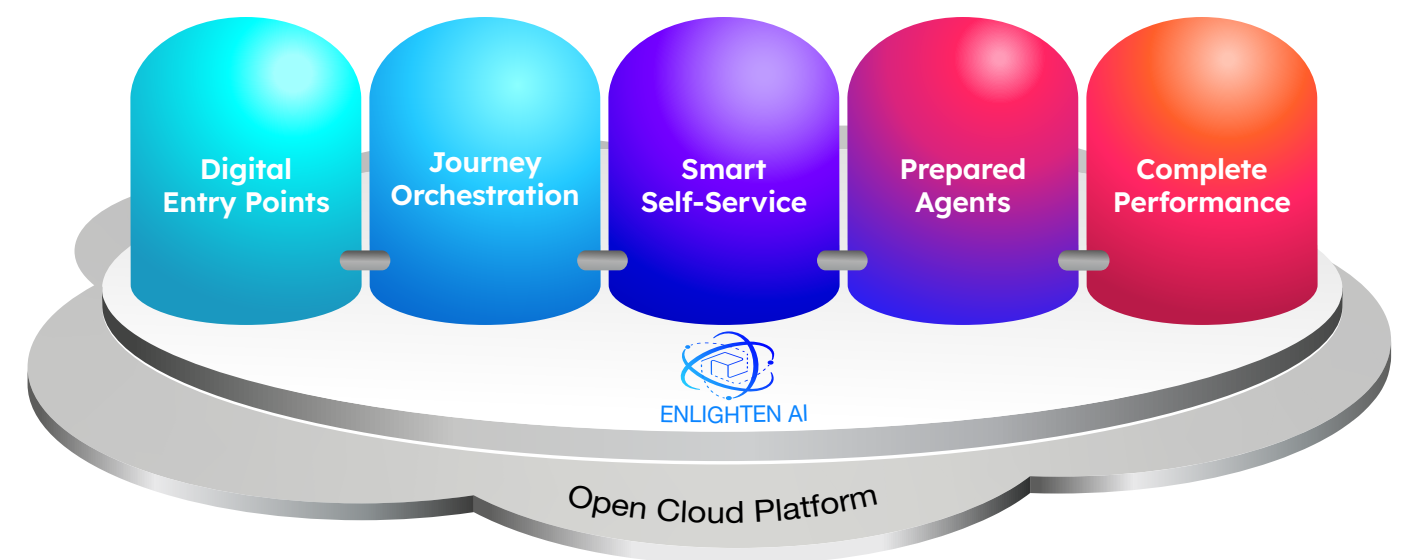 Digital
Entry Points
Journey
Orchestration
Smart
Self-Service
Prepared
Agents
Complete
Performance
ENLIGHTEN AI
Open Cloud Platform